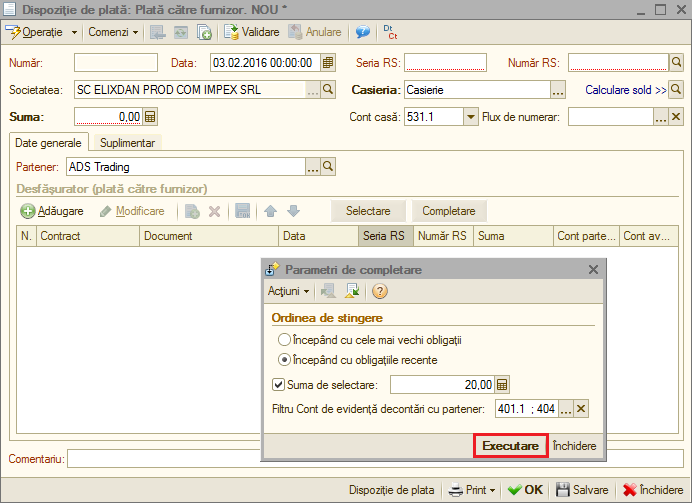 Dispoziție de plată: Plată către furnizor. NOU *
Operație Comenzi Validare Anulare Dt Ct
Număr: Data: 03.02.2016 00:00:00 Seria RS: Număr RS:
Societatea: SC ELIXDAN PROD COM IMPEX SRL ... Casieria: Casierie ... Calculare sold >>
Suma: 0,00 Cont casă: 531.1 Flux de numerar: ...
Date generale Suplimentar
Partener: ADS Trading ...
Desfășurator (plată către furnizor)
Adăugare Modificare Selectare Completare
N. Contract Document Data Seria RS Număr RS Suma Cont parte... Cont av...
Parametri de completare
Acțiuni
Ordinea de stingere
Începând cu cele mai vechi obligații
Începând cu obligațiile recente
Suma de selectare: 20,00
Filtru Cont de evidență decontări cu partener: 401.1 ; 404 ...
Executare Închidere
Comentariu:
Dispoziție de plata Print OK Salvare Închidere